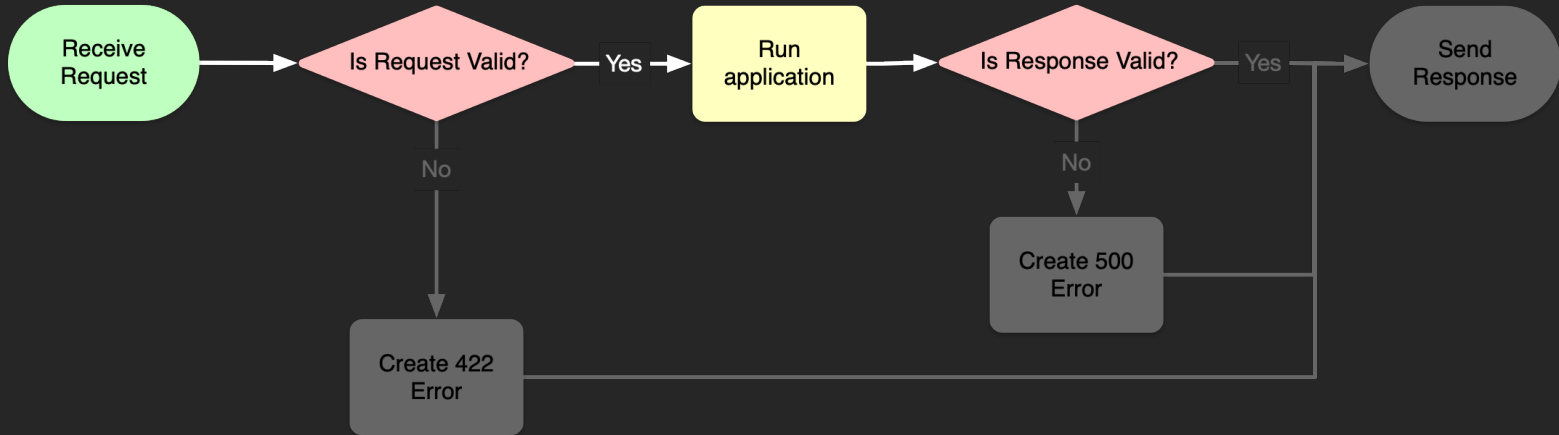 Receive
Request
Is Request Valid?
Yes
Run
application
Is Response Valid?
Yes
Send
Response
No
No
Create 500
Error
Create 422
Error